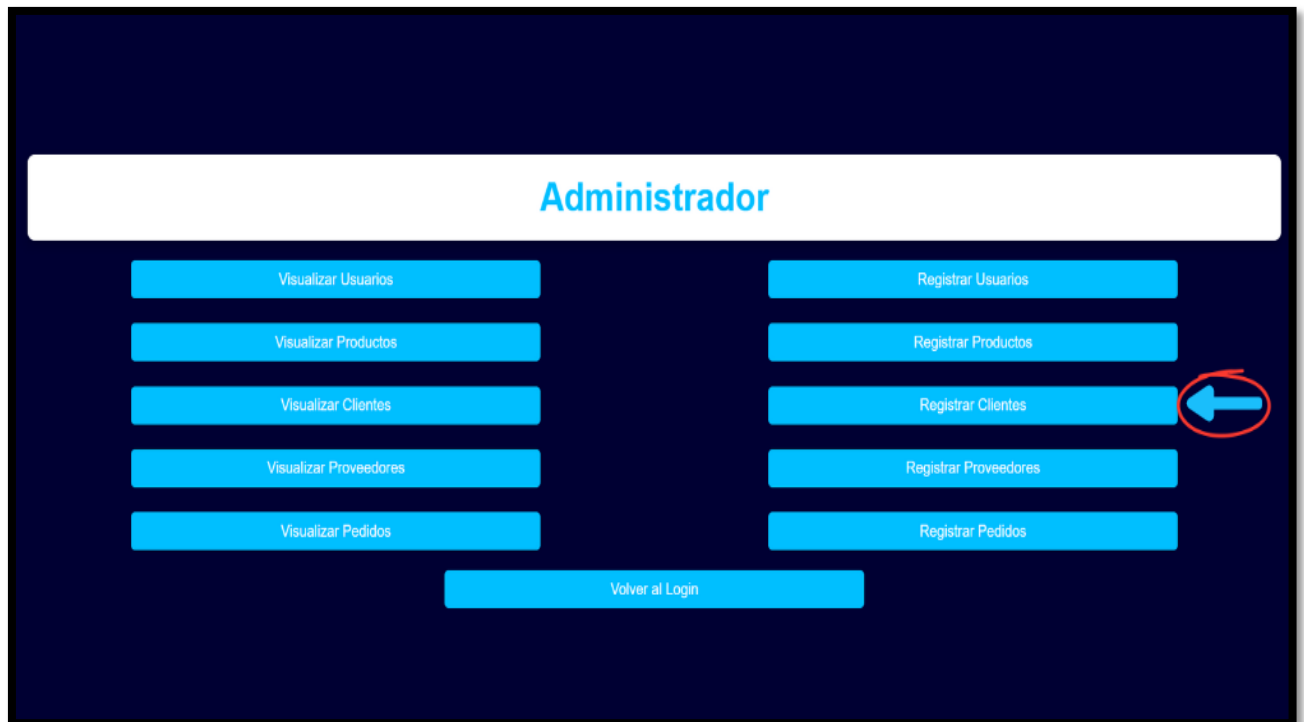 Administrador
Visualizar Usuarios
Registrar Usuarios
Visualizar Productos
Registrar Productos
Visualizar Clientes
Registrar Clientes
Visualizar Proveedores
Registrar Proveedores
Visualizar Pedidos
Registrar Pedidos
Volver al Login